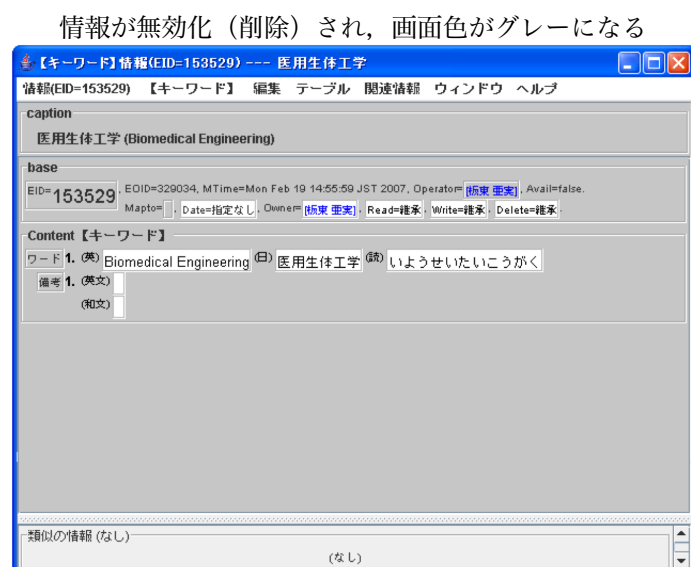 情報が無効化（削除）され，画面色がグレーになる
【キーワード】情報(EID=153529) --- 医用生体工学
情報(EID=153529) 【キーワード】 編集 テーブル 関連情報 ウィンドウ ヘルプ
caption
医用生体工学 (Biomedical Engineering)
base
EID=153529, EOID=329034, MTime=Mon Feb 19 14:55:59 JST 2007, Operator=[板東 亜実], Avail=false.
Mapto= , Date=指定なし, Owner=[板東 亜実], Read=継承, Write=継承, Delete=継承.
Content【キーワード】
ワード 1. (英) Biomedical Engineering (日) 医用生体工学 (読) いようせいたいこうがく
備考 1. (英文)
(和文)
類似の情報 (なし)
(なし)